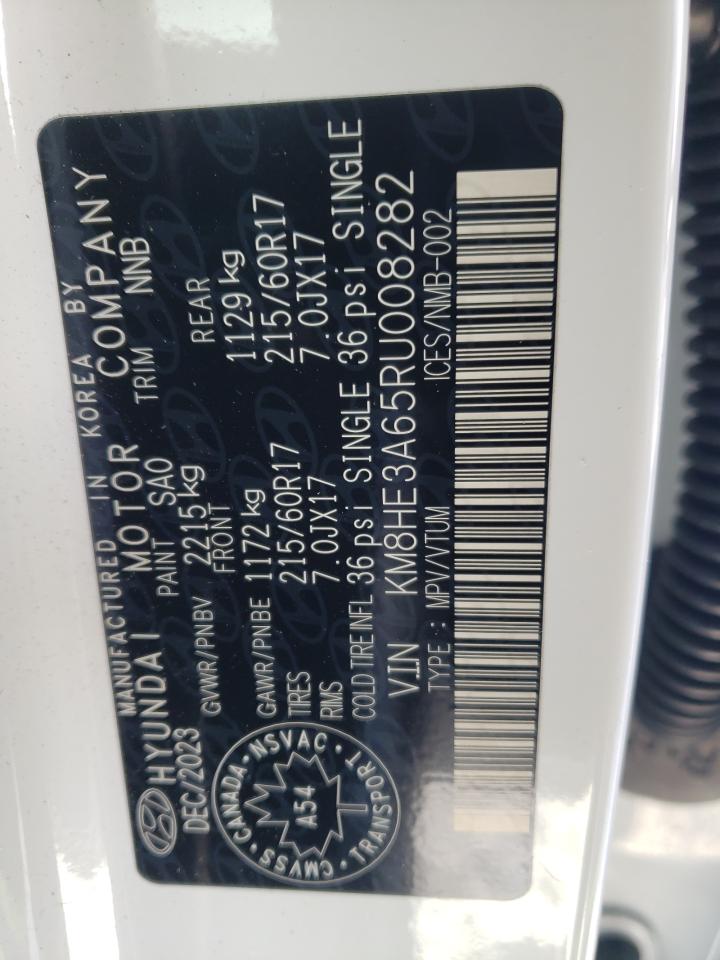 MANUFACTURED IN KOREA BY
HYUNDAI MOTOR COMPANY
DEC/2023 PAINT SAO TRIM NNB
GVWR/PNBV 2215kg
FRONT REAR
GAWR/PNBE 1172kg 1129kg
TIRES 215/60R17 215/60R17
RIMS 7.0JX17 7.0JX17
COLD TIRE INFL 36 psi SINGLE 36 psi SINGLE
VIN KM8HE3A65RU008282
TYPE : MPV/VTUM ICES/NMB-002
CMVSS · CANADA · NSVAC · TRANSPORT ·
A54